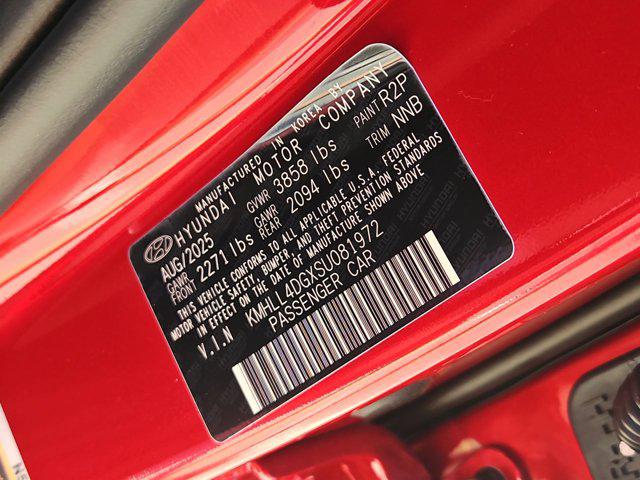 MANUFACTURED IN KOREA BY
HYUNDAI MOTOR COMPANY
AUG/2025 GVWR 3858 lbs PAINT R2P
GAWR FRONT 2271 lbs GAWR REAR 2094 lbs TRIM NNB
THIS VEHICLE CONFORMS TO ALL APPLICABLE U.S.A. FEDERAL
MOTOR VEHICLE SAFETY, BUMPER, AND THEFT PREVENTION STANDARDS
IN EFFECT ON THE DATE OF MANUFACTURE SHOWN ABOVE
V.I.N KMHLL4DGXSU081972
PASSENGER CAR